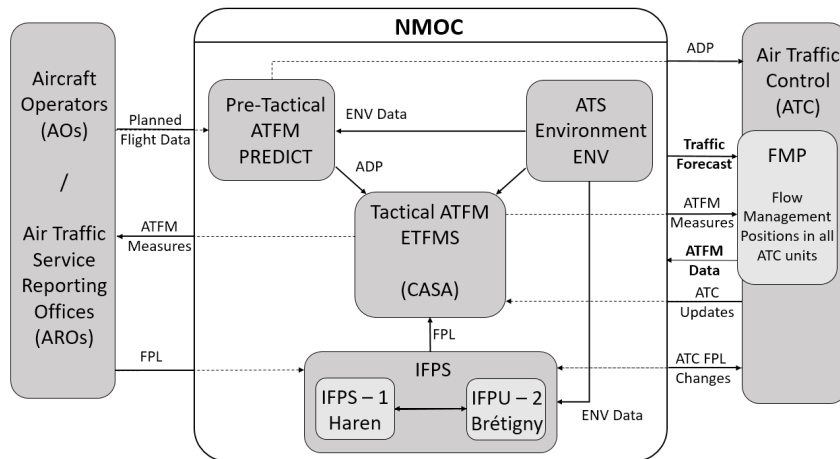 NMOC
Aircraft
Operators
(AOs)
/
Air Traffic
Service
Reporting
Offices
(AROs)
Planned
Flight Data
ATFM
Measures
FPL
Pre-Tactical
ATFM
PREDICT
ENV Data
ADP
ATS
Environment
ENV
Tactical ATFM
ETFMS
(CASA)
FPL
IFPS
IFPS – 1
Haren
IFPU – 2
Brétigny
ENV Data
ADP
Traffic
Forecast
ATFM
Measures
ATFM
Data
ATC
Updates
ATC FPL
Changes
Air Traffic
Control
(ATC)
FMP
Flow
Management
Positions in all
ATC units